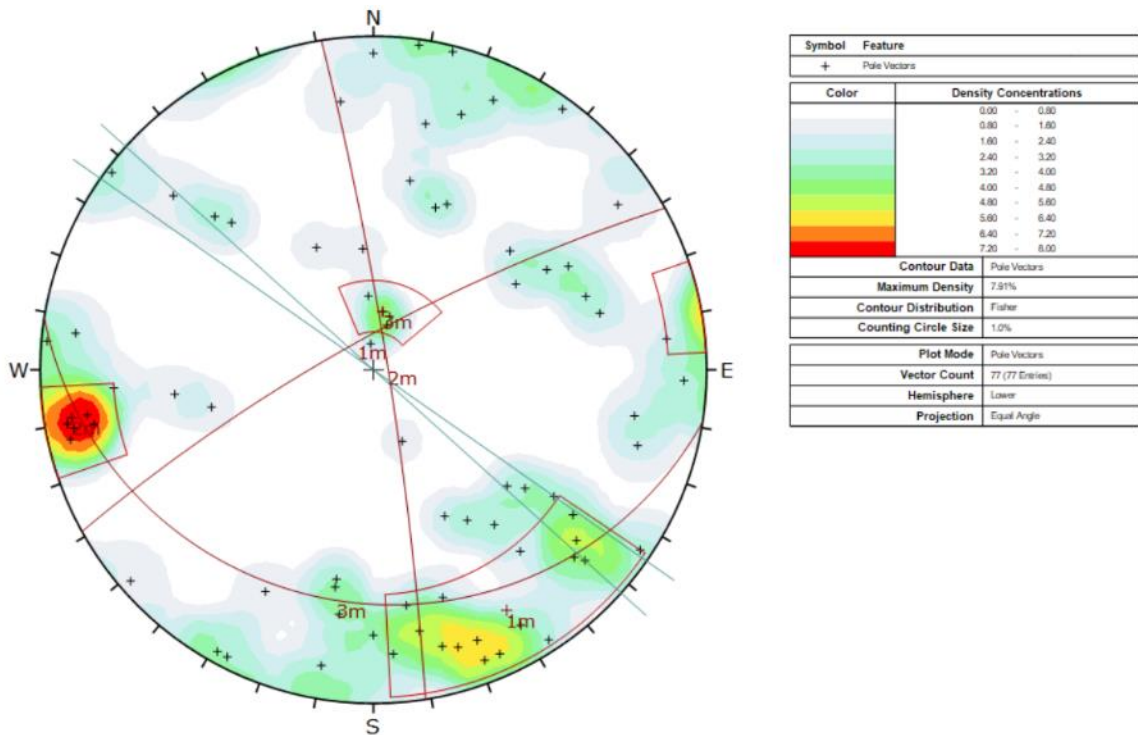 N
W
E
S
3m
1m
2m
3m
1m
Symbol Feature
+ Pole Vectors
Color Density Concentrations
0.00 - 0.80
0.80 - 1.60
1.60 - 2.40
2.40 - 3.20
3.20 - 4.00
4.00 - 4.80
4.80 - 5.60
5.60 - 6.40
6.40 - 7.20
7.20 - 8.00
Contour Data Pole Vectors
Maximum Density 7.91%
Contour Distribution Fisher
Counting Circle Size 1.0%
Plot Mode Pole Vectors
Vector Count 77 (77 Entries)
Hemisphere Lower
Projection Equal Angle